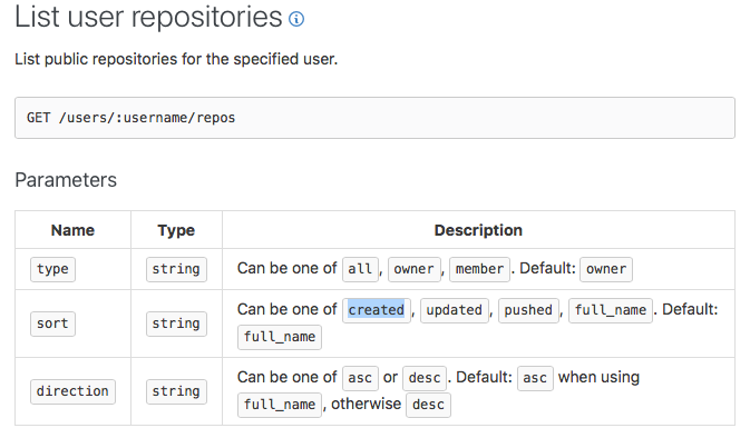 List user repositories
List public repositories for the specified user.
GET /users/:username/repos
Parameters
Name Type Description
type string Can be one of all, owner, member. Default: owner
sort string Can be one of created, updated, pushed, full_name. Default:
full_name
direction string Can be one of asc or desc. Default: asc when using
full_name, otherwise desc